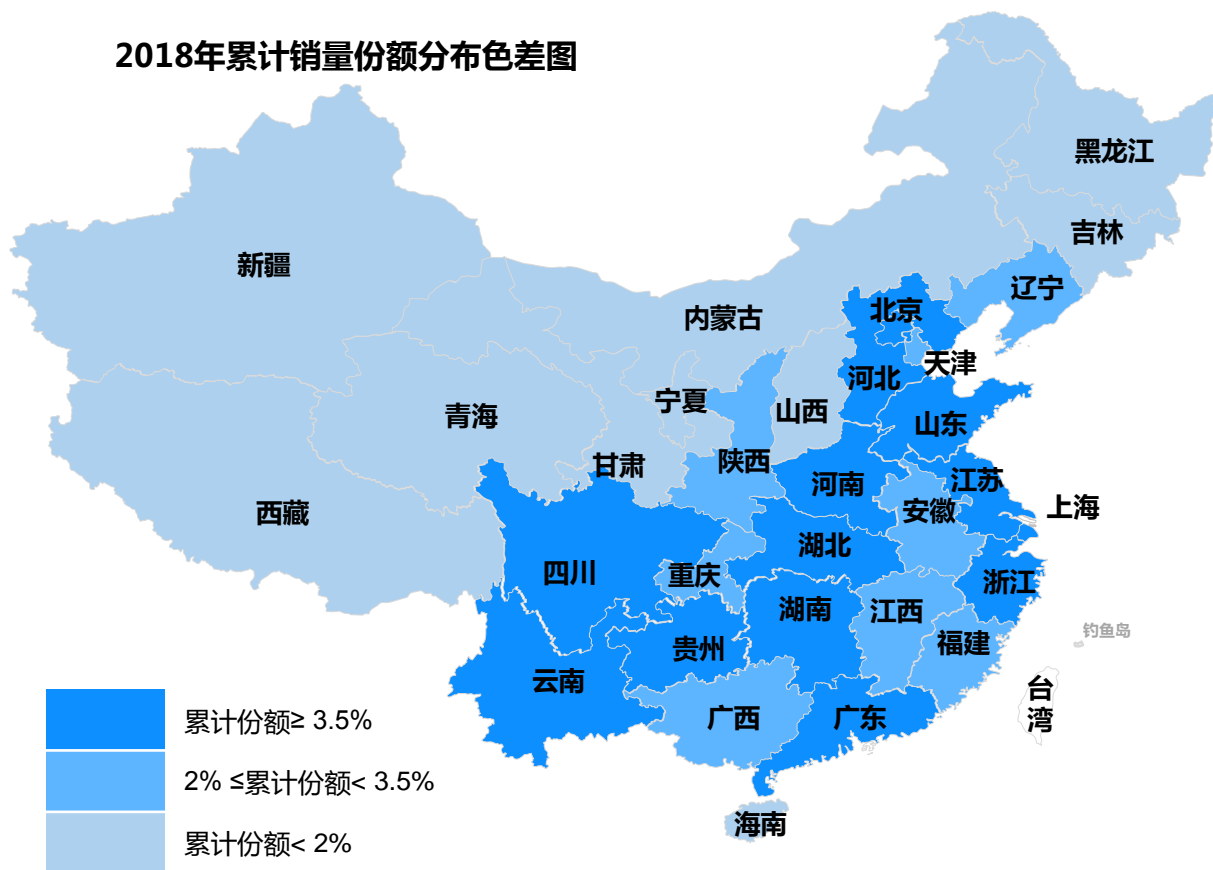 2018年累计销量份额分布色差图
黑龙江
吉林
新疆
辽宁
北京
内蒙古
天津
河北
宁夏
山西
青海
山东
甘肃
陕西
河南
江苏
西藏
安徽
上海
湖北
四川
重庆
浙江
湖南
江西
钓鱼岛
贵州
福建
云南
台
湾
广西
广东
累计份额≥ 3.5%
2% ≤累计份额< 3.5%
海南
累计份额< 2%